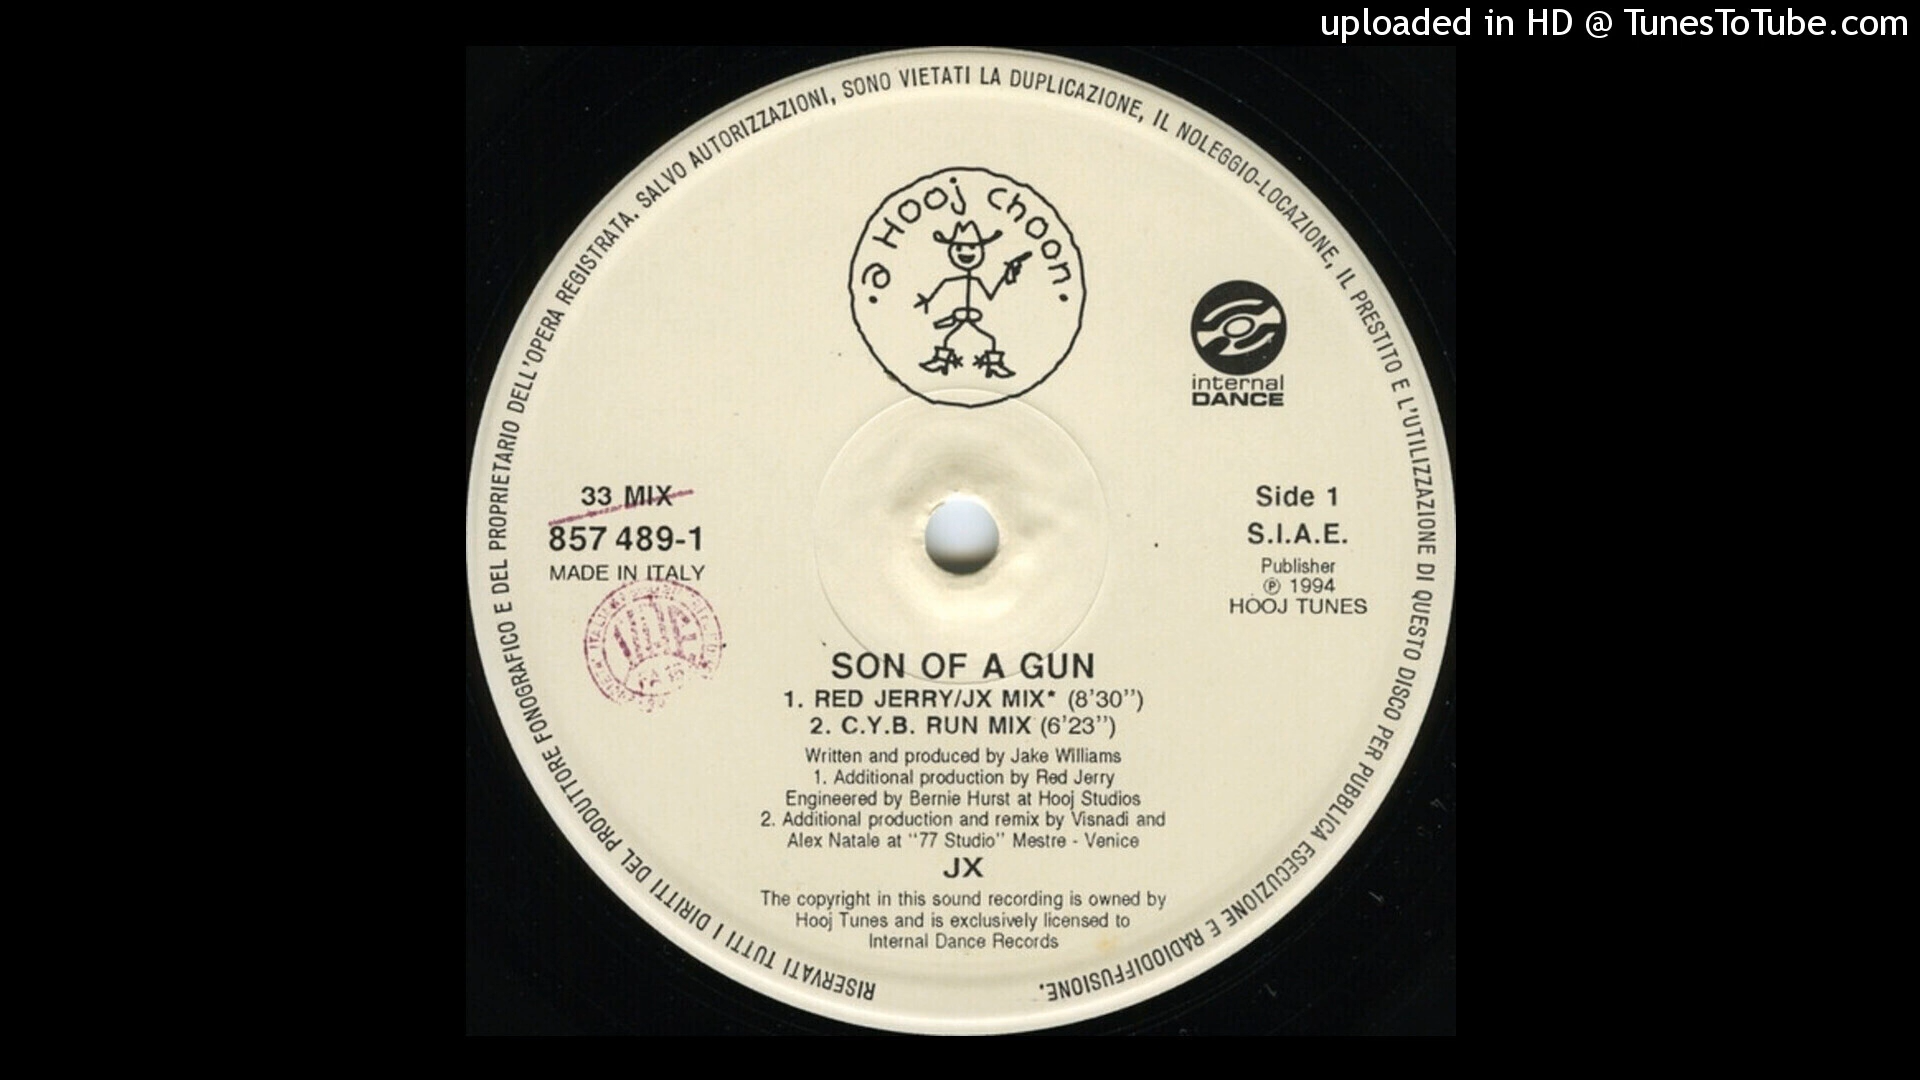 uploaded in HD @ TunesToTube.com
RISERVATI TUTTI I DIRITTI DEL PRODUTTORE FONOGRAFICO E DEL PROPRIETARIO DELL'OPERA REGISTRATA. SALVO AUTORIZZAZIONI, SONO VIETATI LA DUPLICAZIONE, IL NOLEGGIO-LOCAZIONE, IL PRESTITO E L'UTILIZZAZIONE DI QUESTO DISCO PER PUBBLICA ESECUZIONE E RADIODIFFUSIONE.
· a Hooj Choon ·
internal
DANCE
33 MIX
857 489-1
MADE IN ITALY
Side 1
S.I.A.E.
Publisher
℗ 1994
HOOJ TUNES
SON OF A GUN
1. RED JERRY/JX MIX* (8'30'')
2. C.Y.B. RUN MIX (6'23'')
Written and produced by Jake Williams
1. Additional production by Red Jerry
Engineered by Bernie Hurst at Hooj Studios
2. Additional production and remix by Visnadi and
Alex Natale at ''77 Studio'' Mestre - Venice
JX
The copyright in this sound recording is owned by
Hooj Tunes and is exclusively licensed to
Internal Dance Records